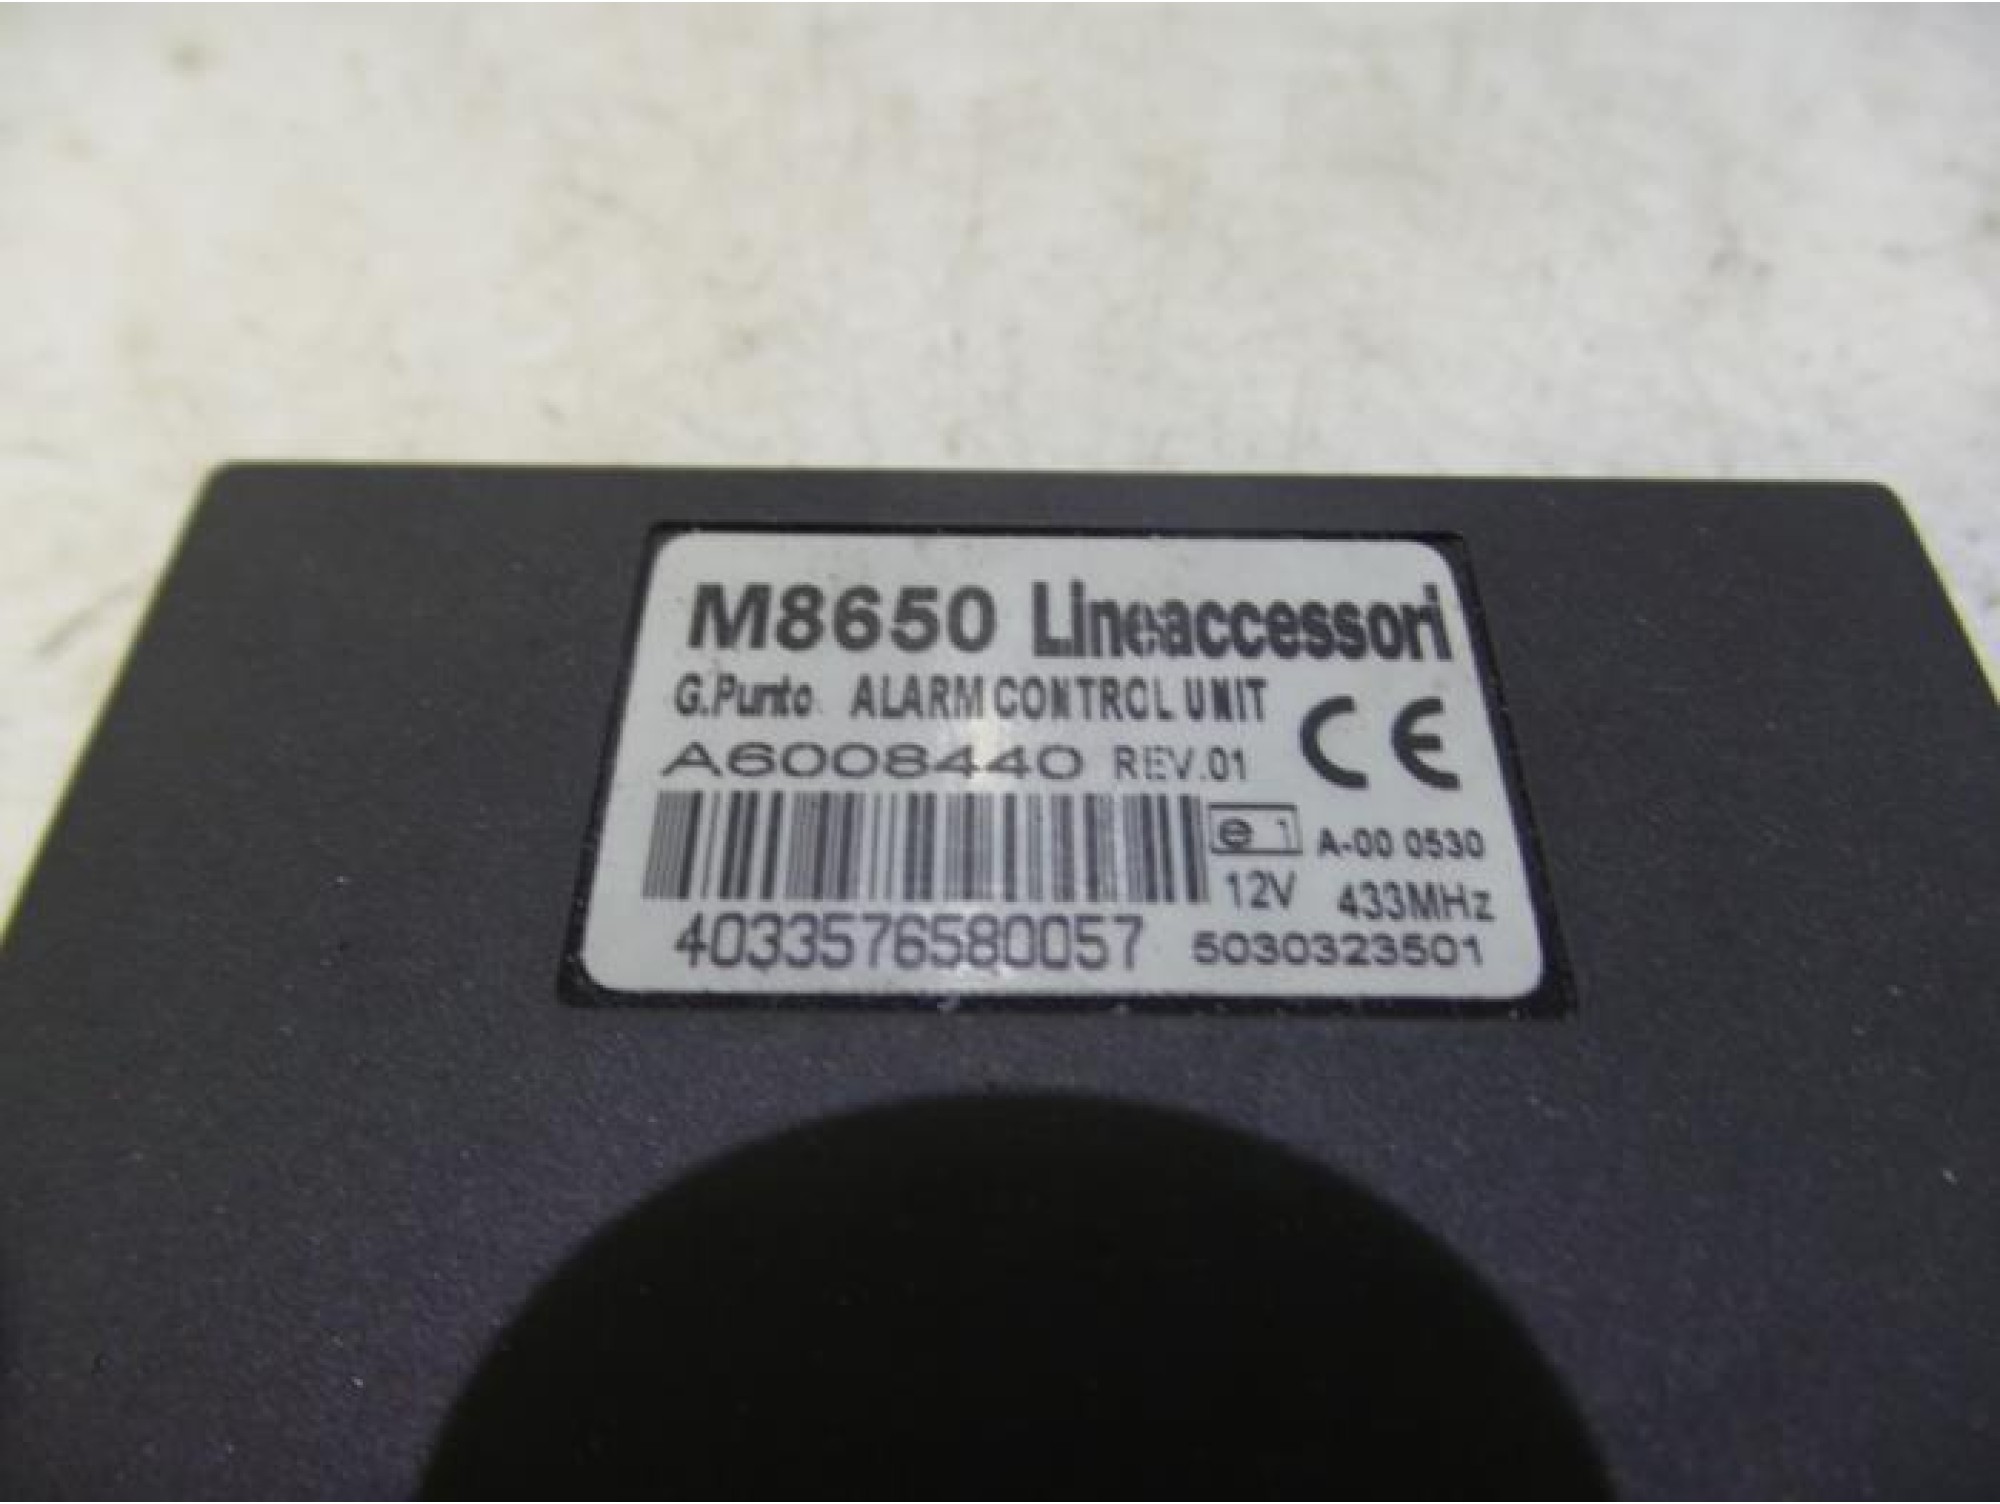 M8650 Lineaccessori
G.Punto ALARM CONTROL UNIT
CE
A6008440 REV.01
e 1 A-00 0530
12V 433MHz
4033576580057 5030323501